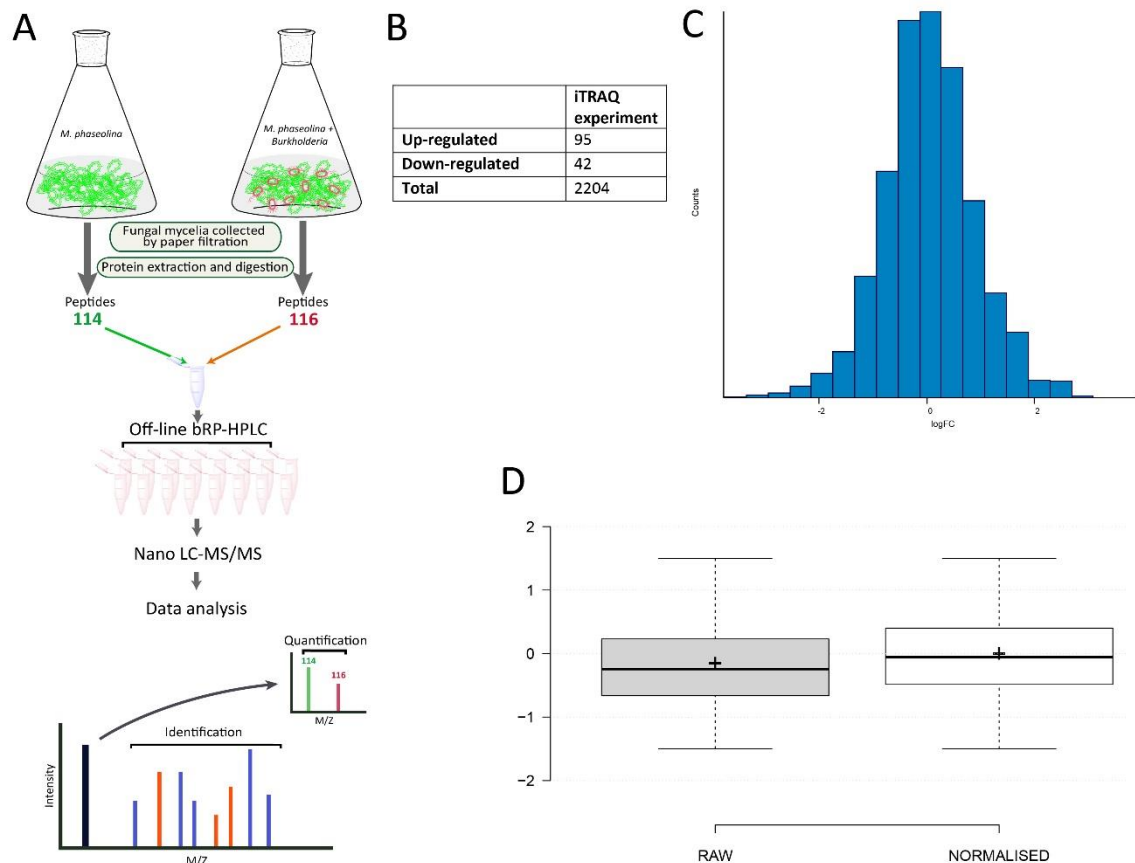 A
M. phaseolina
M. phaseolina +
Burkholderia
Fungal mycelia collected
by paper filtration
Protein extraction and digestion
Peptides
114
Peptides
116
Off-line bRP-HPLC
Nano LC-MS/MS
Data analysis
Quantification
114
116
M/Z
Identification
Intensity
M/Z
B
iTRAQ
experiment
Up-regulated 95
Down-regulated 42
Total 2204
C
Counts
-2 0 2
logFC
D
2
1
0
−1
−2
RAW NORMALISED